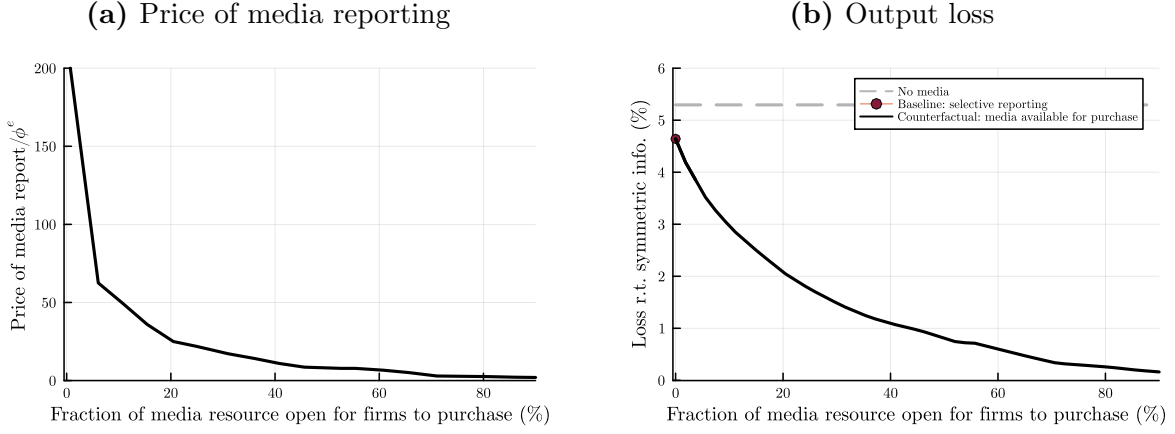 (a) Price of media reporting
Price of media report/ϕᵉ
200
150
100
50
0
0 20 40 60 80
Fraction of media resource open for firms to purchase (%)
(b) Output loss
Loss r.t. symmetric info. (%)
6
5
4
3
2
1
0
No media
Baseline: selective reporting
Counterfactual: media available for purchase
0 20 40 60 80
Fraction of media resource open for firms to purchase (%)